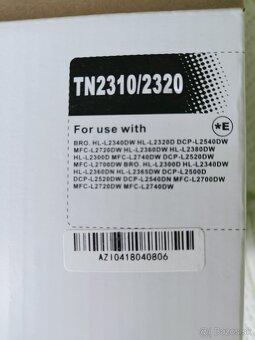 TN2310/2320
For use with
*E
BRO. HL-L2340DW HL-L2320D DCP-L2540DW
MFC-L2720DW HL-L2360DW HL-L2380DW
HL-L2300D MFC-L2740DW DCP-L2520DW
MFC-L2700DW BRO. HL-L2300D HL-L2340DW
HL-L2360DN HL-L2365DW DCP-L2500D
DCP-L2520DW DCP-L2540DN MFC-L2700DW
MFC-L2720DW MFC-L2740DW
AZI0418040806